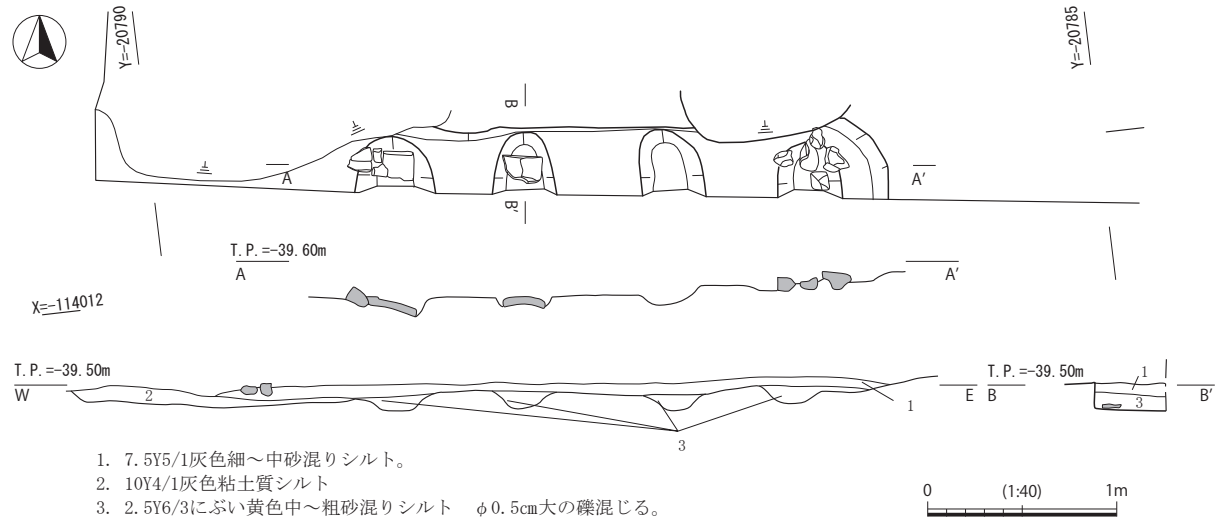 Y=-20790
Y=-20785
B
A
A′
B′
T.P.=-39.60m
A
A′
X=-114012
T.P.=-39.50m
W
2
1
E
3
T.P.=-39.50m
B
1
3
B′
1. 7.5Y5/1灰色細～中砂混りシルト。
2. 10Y4/1灰色粘土質シルト
3. 2.5Y6/3にぶい黄色中～粗砂混りシルト　φ0.5cm大の礫混じる。
0 (1:40) 1m